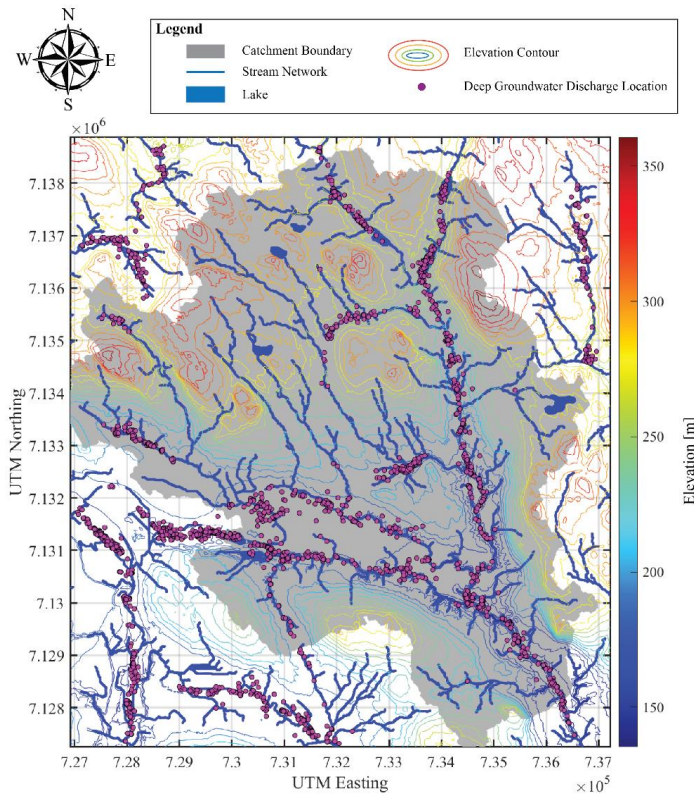 N
W E
S
Legend
Catchment Boundary
Stream Network
Lake
Elevation Contour
Deep Groundwater Discharge Location
×10⁶
7.138
7.137
7.136
7.135
7.134
7.133
7.132
7.131
7.13
7.129
7.128
UTM Northing
7.27 7.28 7.29 7.3 7.31 7.32 7.33 7.34 7.35 7.36 7.37
UTM Easting
×10⁵
350
300
250
200
150
Elevation [m]